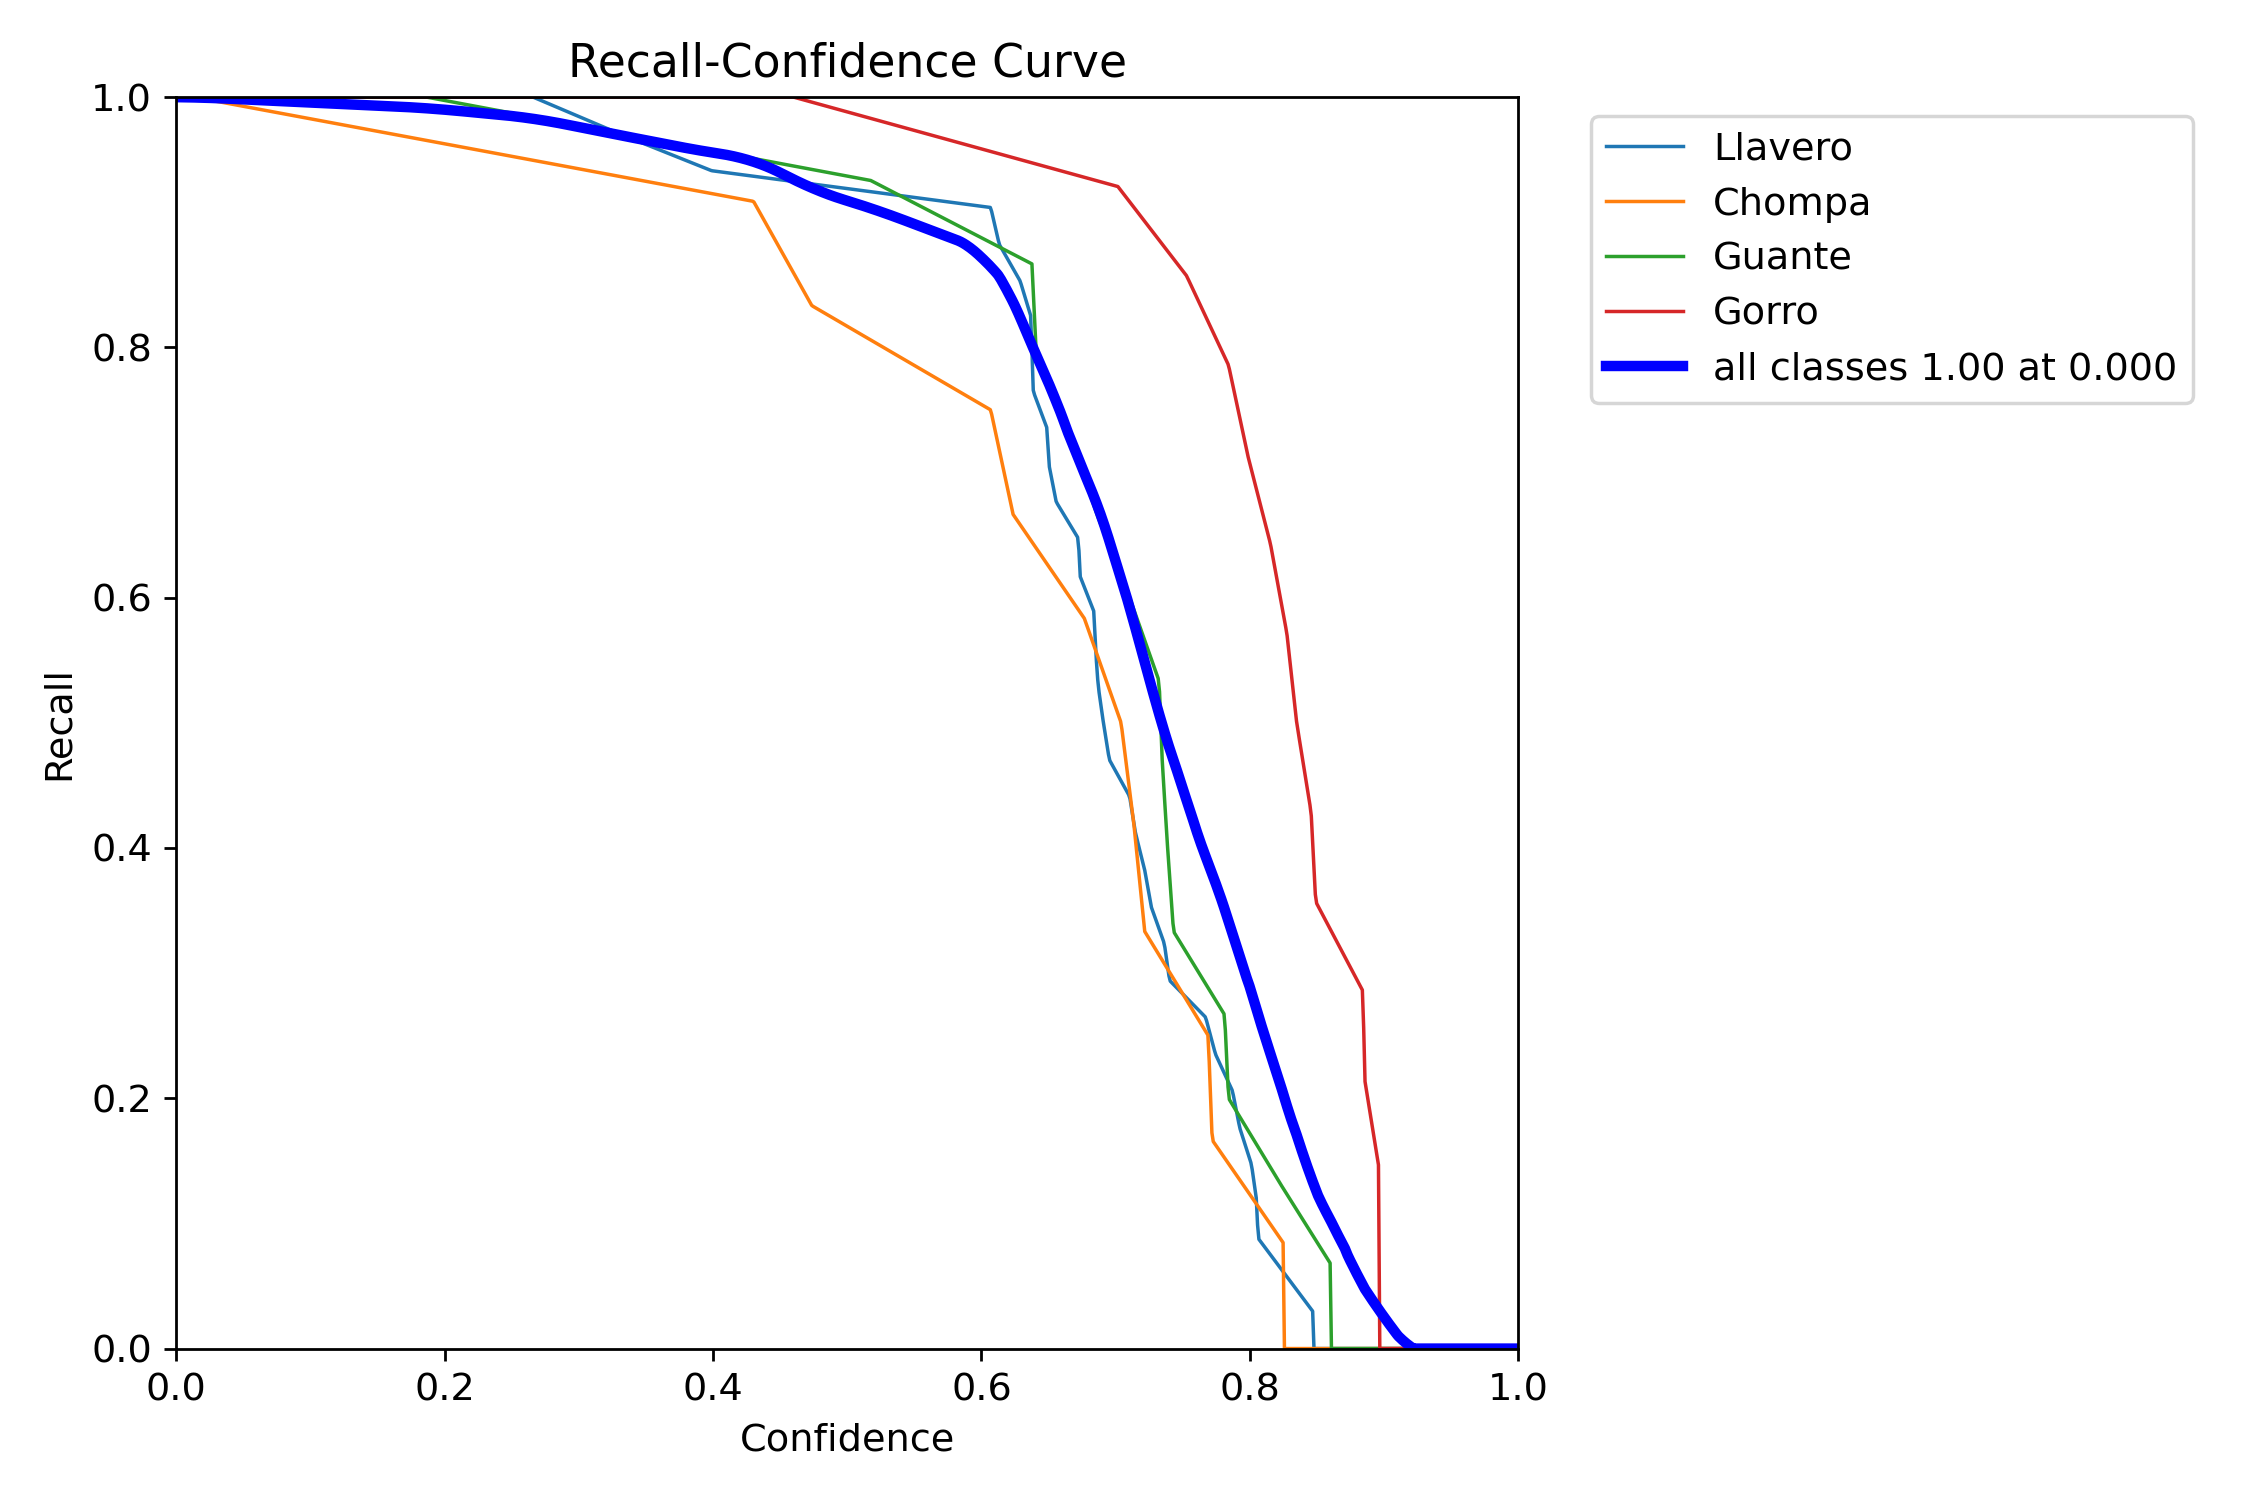 Recall-Confidence Curve
1.0
0.8
0.6
0.4
0.2
0.0
Recall
0.0 0.2 0.4 0.6 0.8 1.0
Confidence
Llavero
Chompa
Guante
Gorro
all classes 1.00 at 0.000